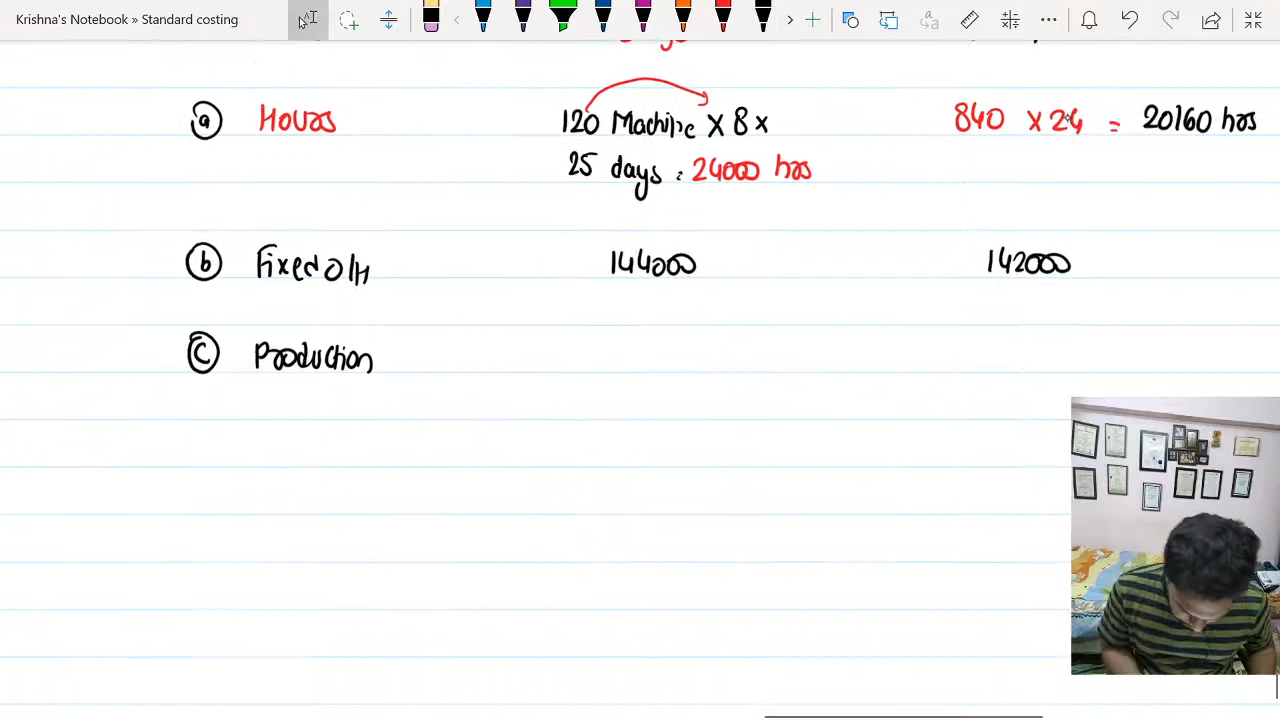 Krishna's Notebook » Standard costing
a Hours 120 Machine × 8 × 840 × 24 = 20160 hrs
25 days = 24000 hrs
b Fixed O/H 144000 142000
C Production